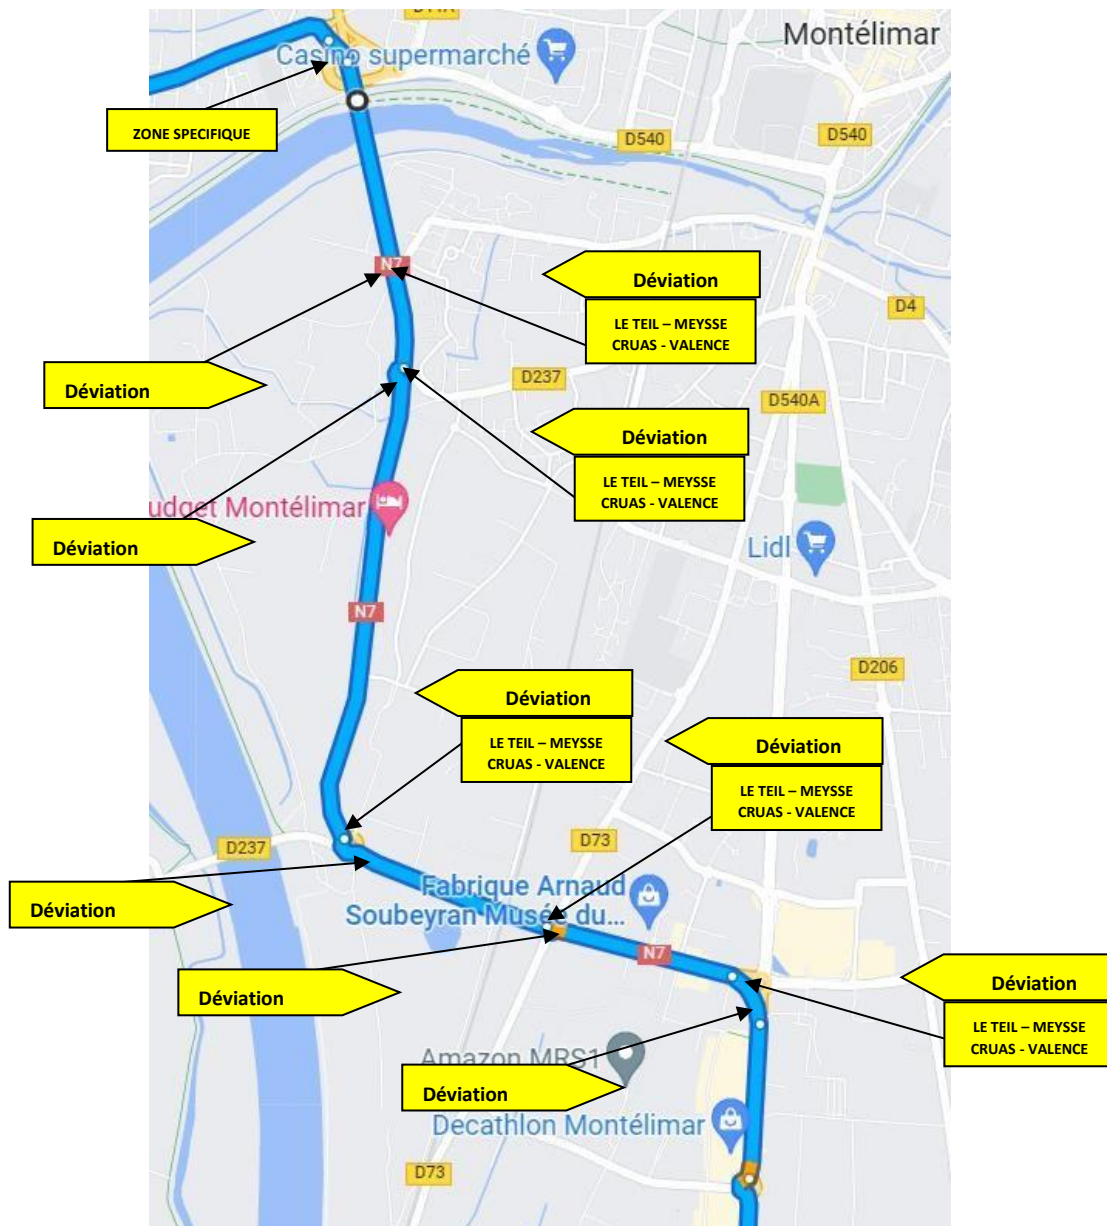 Montélimar
Casino supermarché
ZONE SPECIFIQUE
D540
D540
N7
Déviation
LE TEIL – MEYSSE
CRUAS - VALENCE
D4
Déviation
D237
D540A
Déviation
LE TEIL – MEYSSE
CRUAS - VALENCE
udget Montélimar
Déviation
Lidl
N7
D206
Déviation
LE TEIL – MEYSSE
CRUAS - VALENCE
Déviation
LE TEIL – MEYSSE
CRUAS - VALENCE
D237
D73
Fabrique Arnaud
Soubeyran Musée du...
Déviation
N7
Déviation
Déviation
LE TEIL – MEYSSE
CRUAS - VALENCE
Amazon MRS1
Déviation
Decathlon Montélimar
D73